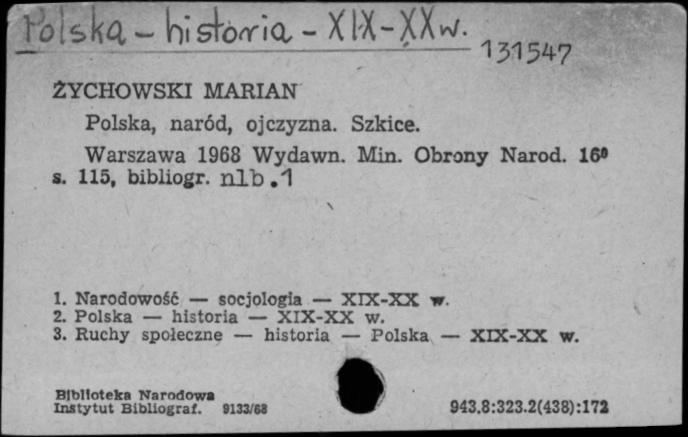 Polska - historia - XIX-XX w.
131547
ŻYCHOWSKI MARIAN
Polska, naród, ojczyzna. Szkice.
Warszawa 1968 Wydawn. Min. Obrony Narod. 16°
s. 115, bibliogr. nlb.1
1. Narodowość — socjologia — XIX-XX w.
2. Polska — historia — XIX-XX w.
3. Ruchy społeczne — historia — Polska — XIX-XX w.
Biblioteka Narodowa
Instytut Bibliograf. 9133/68
943.8:323.2(438):172